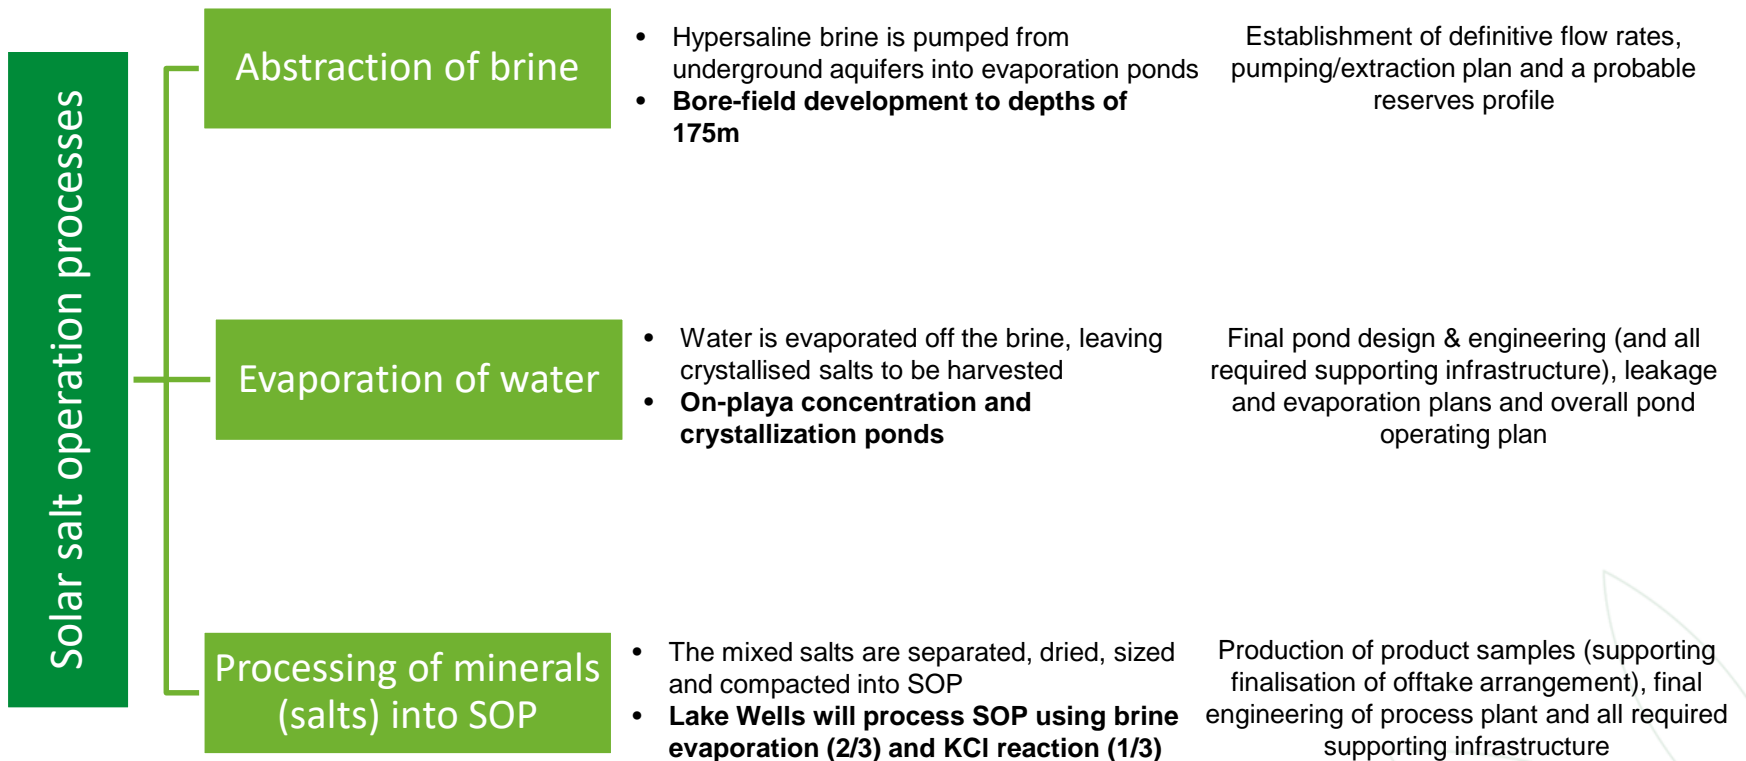 Solar salt operation processes
Abstraction of brine
• Hypersaline brine is pumped from
underground aquifers into evaporation ponds
• Bore-field development to depths of
175m
Establishment of definitive flow rates,
pumping/extraction plan and a probable
reserves profile
Evaporation of water
• Water is evaporated off the brine, leaving
crystallised salts to be harvested
• On-playa concentration and
crystallization ponds
Final pond design & engineering (and all
required supporting infrastructure), leakage
and evaporation plans and overall pond
operating plan
Processing of minerals
(salts) into SOP
• The mixed salts are separated, dried, sized
and compacted into SOP
• Lake Wells will process SOP using brine
evaporation (2/3) and KCl reaction (1/3)
Production of product samples (supporting
finalisation of offtake arrangement), final
engineering of process plant and all required
supporting infrastructure